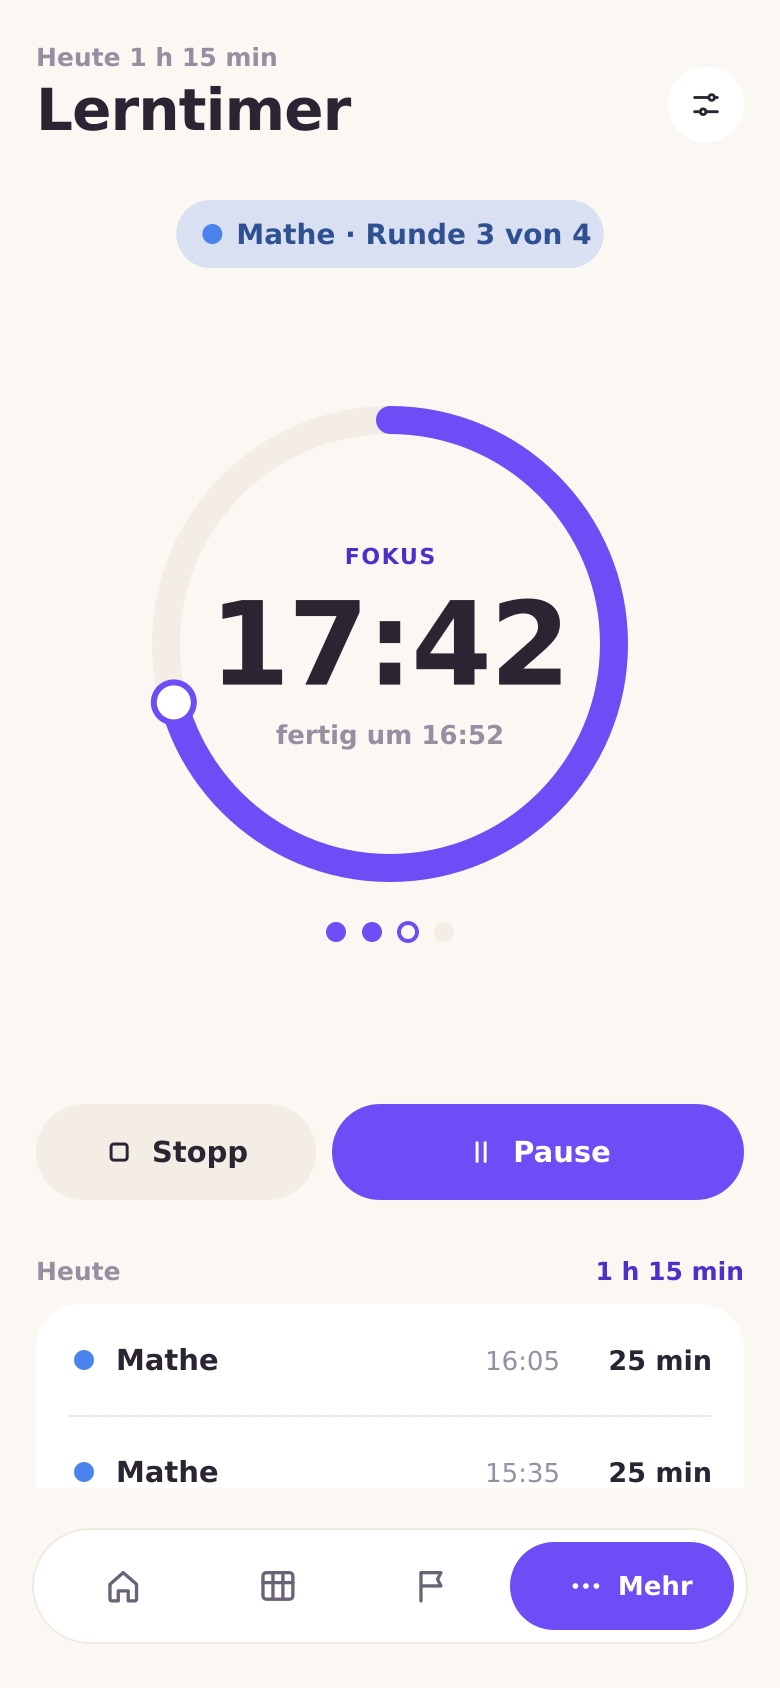 Heute 1 h 15 min
Lerntimer
Mathe · Runde 3 von 4
FOKUS
17:42
fertig um 16:52
Stopp
Pause
Heute 1 h 15 min
Mathe 16:05 25 min
Mathe 15:35 25 min
Mehr